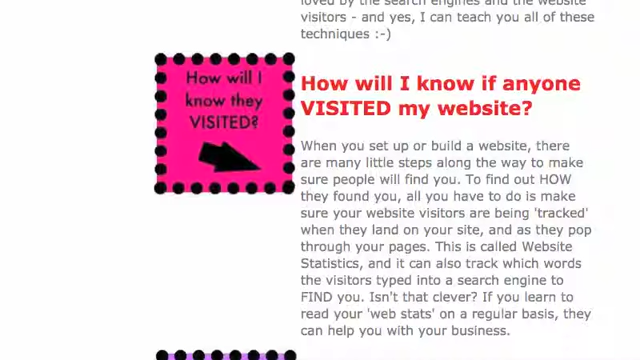 loved by the search engines and the website
visitors - and yes, I can teach you all of these
techniques :-)
How will I
know they
VISITED?
How will I know if anyone
VISITED my website?
When you set up or build a website, there
are many little steps along the way to make
sure people will find you. To find out HOW
they found you, all you have to do is make
sure your website visitors are being 'tracked'
when they land on your site, and as they pop
through your pages. This is called Website
Statistics, and it can also track which words
the visitors typed into a search engine to
FIND you. Isn't that clever? If you learn to
read your 'web stats' on a regular basis, they
can help you with your business.